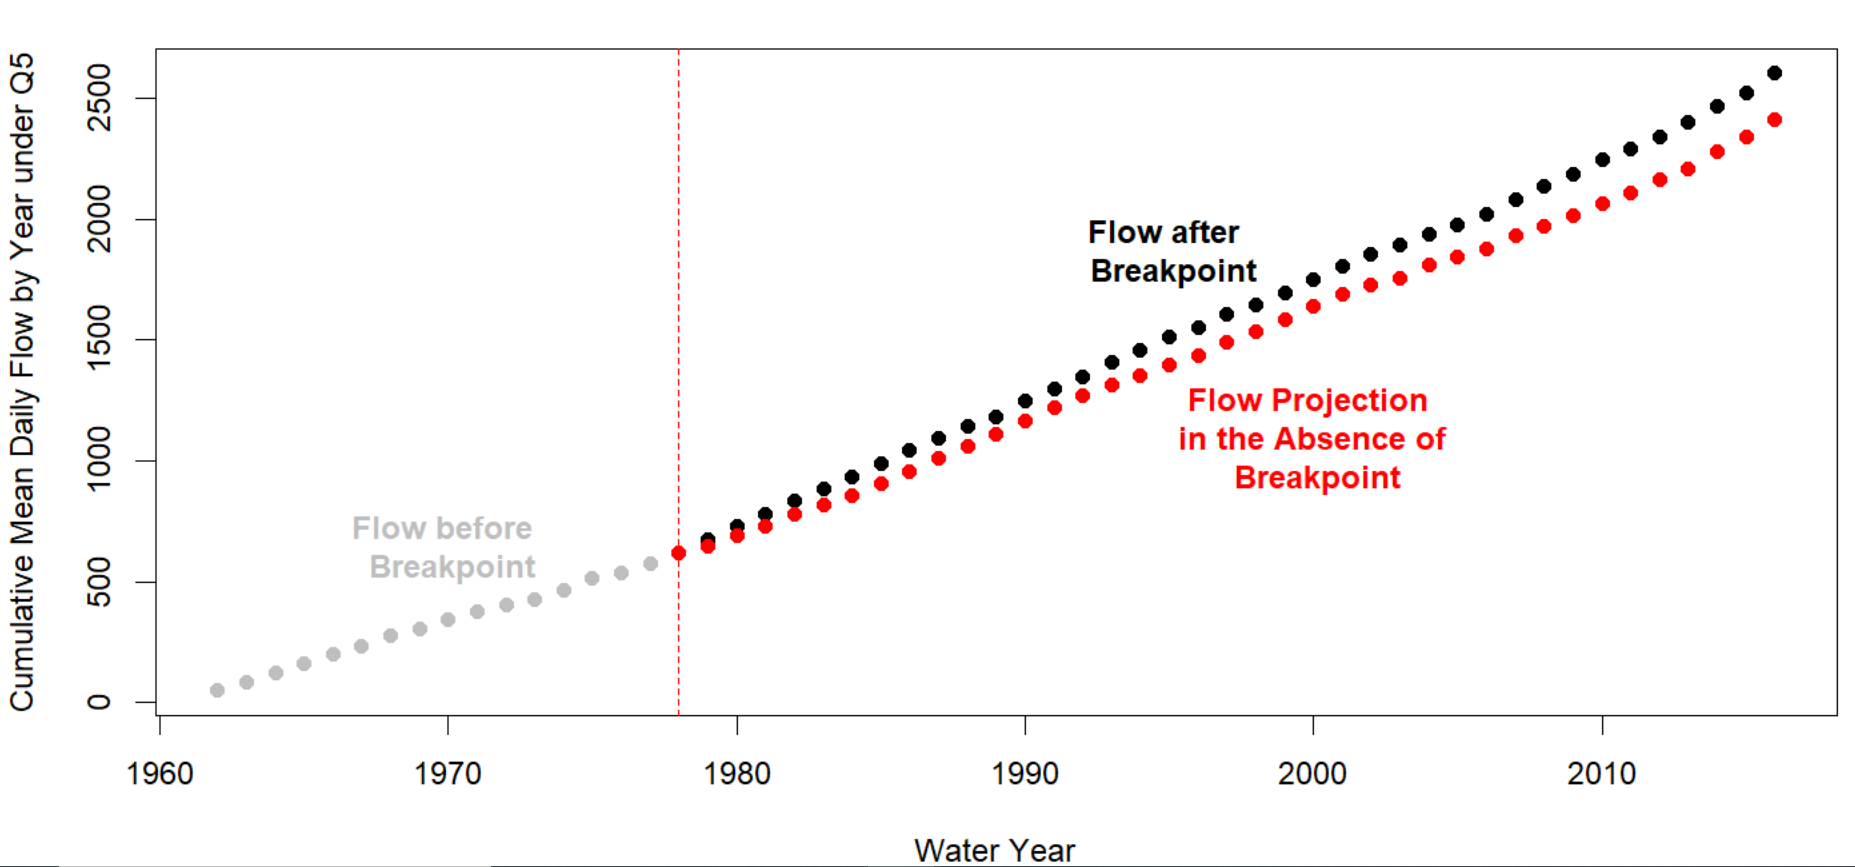 Cumulative Mean Daily Flow by Year under Q5
2500
2000
1500
1000
500
0
Flow after
Breakpoint
Flow Projection
in the Absence of
Breakpoint
Flow before
Breakpoint
1960 1970 1980 1990 2000 2010
Water Year